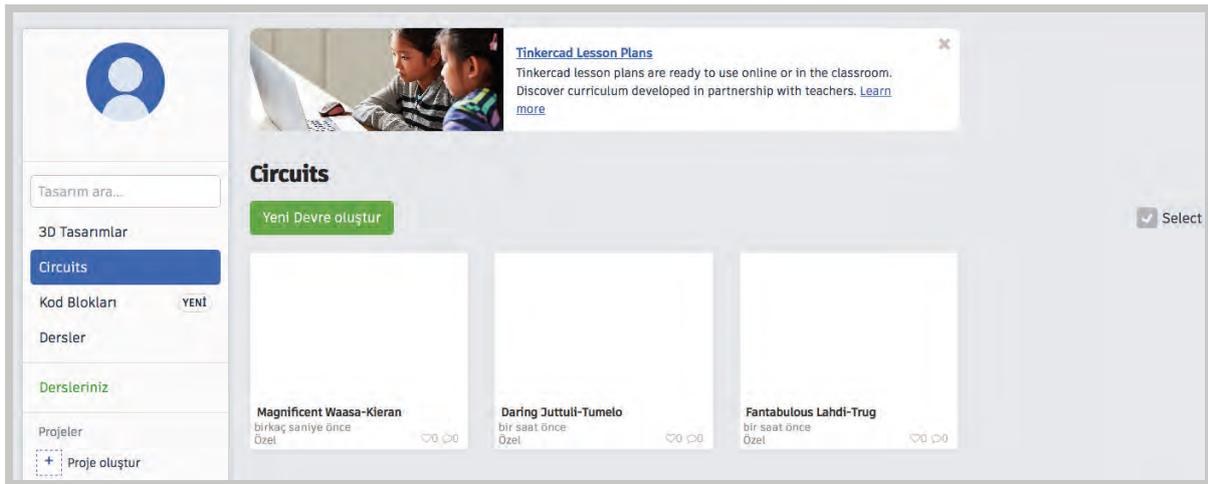 Tinkercad Lesson Plans
Tinkercad lesson plans are ready to use online or in the classroom.
Discover curriculum developed in partnership with teachers. Learn
more
Tasarım ara...
3D Tasarımlar
Circuits
Kod Blokları YENİ
Dersler
Dersleriniz
Projeler
+ Proje oluştur
Circuits
Yeni Devre oluştur
Select
Magnificent Waasa-Kieran
birkaç saniye önce
Özel 0 0
Daring Juttuli-Tumelo
bir saat önce
Özel 0 0
Fantabulous Lahdi-Trug
bir saat önce
Özel 0 0